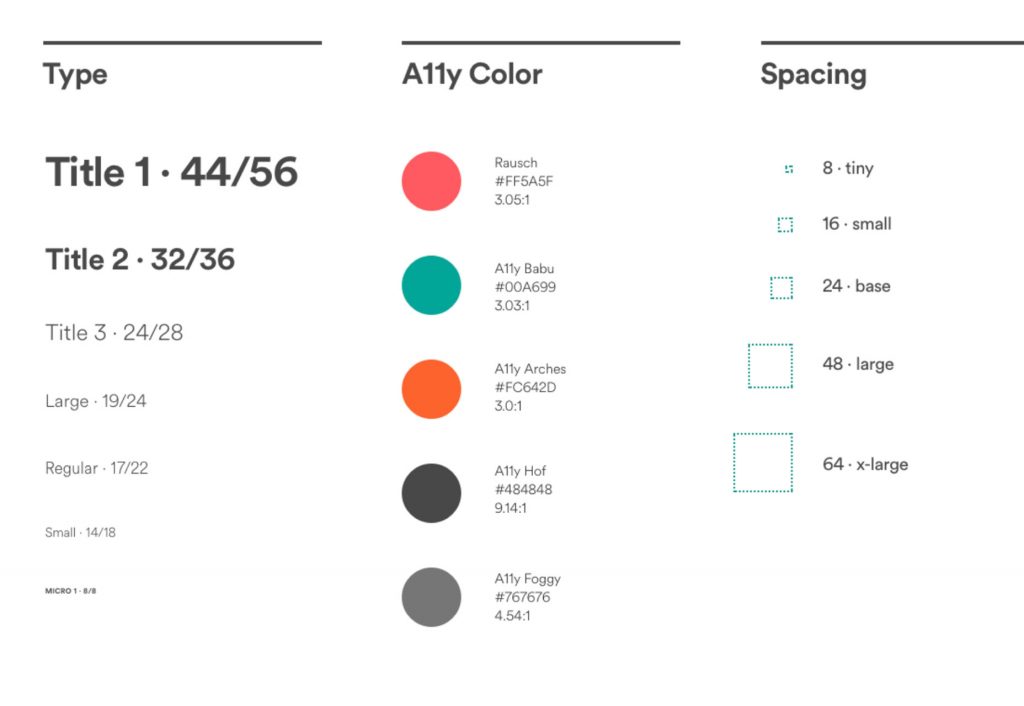 Type
Title 1 · 44/56
Title 2 · 32/36
Title 3 · 24/28
Large · 19/24
Regular · 17/22
Small · 14/18
MICRO 1 · 8/8
A11y Color
Rausch
#FF5A5F
3.05:1
A11y Babu
#00A699
3.03:1
A11y Arches
#FC642D
3.0:1
A11y Hof
#484848
9.14:1
A11y Foggy
#767676
4.54:1
Spacing
8 · tiny
16 · small
24 · base
48 · large
64 · x-large